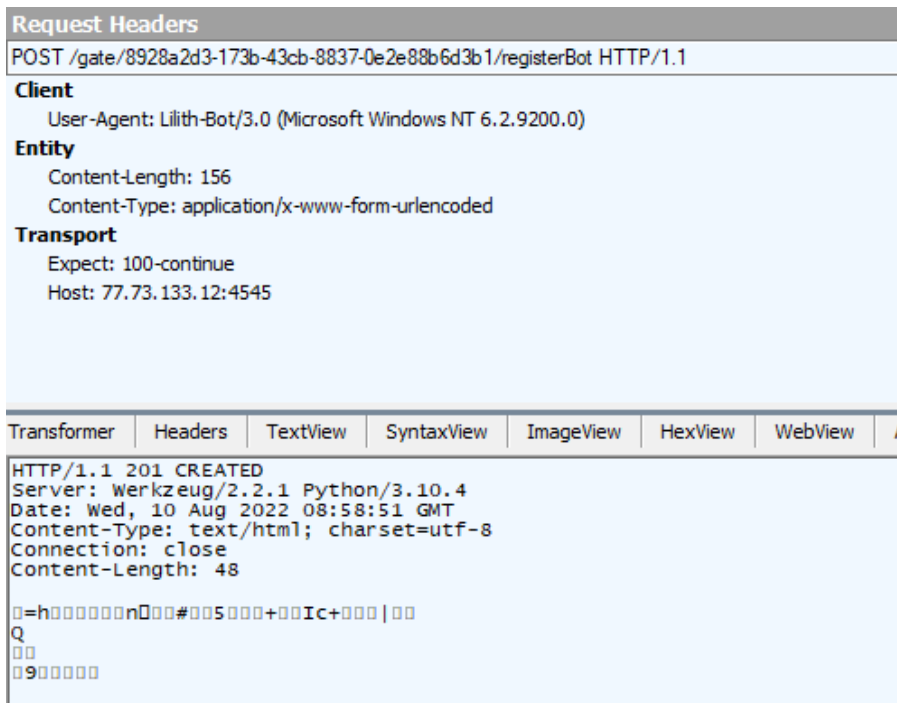 Request Headers
POST /gate/8928a2d3-173b-43cb-8837-0e2e88b6d3b1/registerBot HTTP/1.1
Client
User-Agent: Lilith-Bot/3.0 (Microsoft Windows NT 6.2.9200.0)
Entity
Content-Length: 156
Content-Type: application/x-www-form-urlencoded
Transport
Expect: 100-continue
Host: 77.73.133.12:4545
Transformer Headers TextView SyntaxView ImageView HexView WebView
HTTP/1.1 201 CREATED
Server: Werkzeug/2.2.1 Python/3.10.4
Date: Wed, 10 Aug 2022 08:58:51 GMT
Content-Type: text/html; charset=utf-8
Connection: close
Content-Length: 48
▯=h▯▯▯▯▯▯n▯▯▯#▯▯5▯▯▯+▯▯Ic+▯▯▯|▯▯
Q
▯▯
▯9▯▯▯▯▯